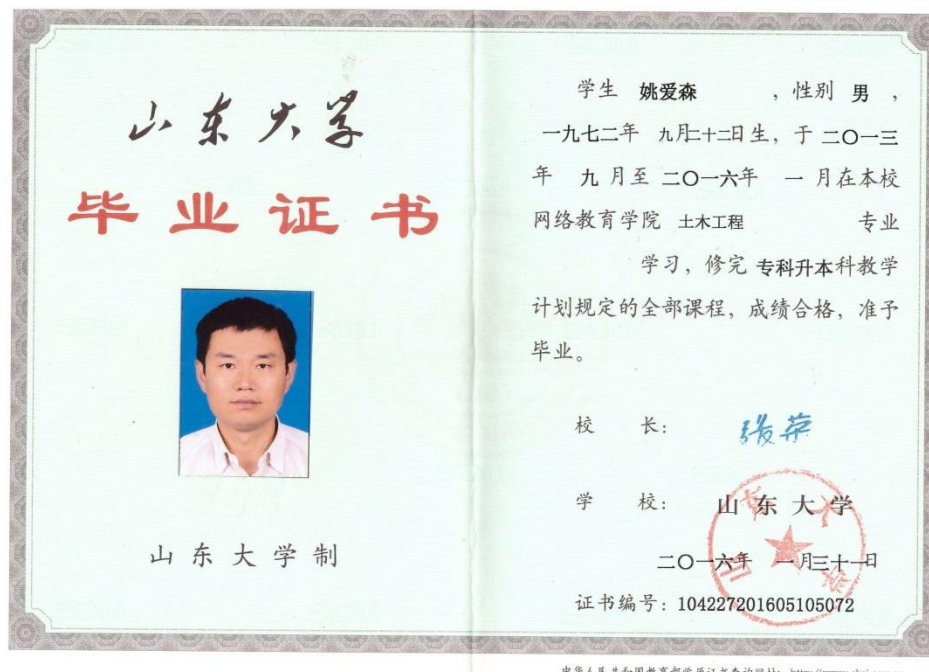 山东大学
毕业证书
山东大学制
学生 姚爱森 ，性别 男 ，
一九七二年 九月二十二日生，于 二〇一三
年 九 月至 二〇一六年 一 月在本校
网络教育学院 土木工程 专业
学习，修完 专科升本科教学
计划规定的全部课程，成绩合格，准予
毕业。
校 长：
学 校： 山东大学
山东大学
二〇一六年 一月三十一日
证书编号：104227201605105072